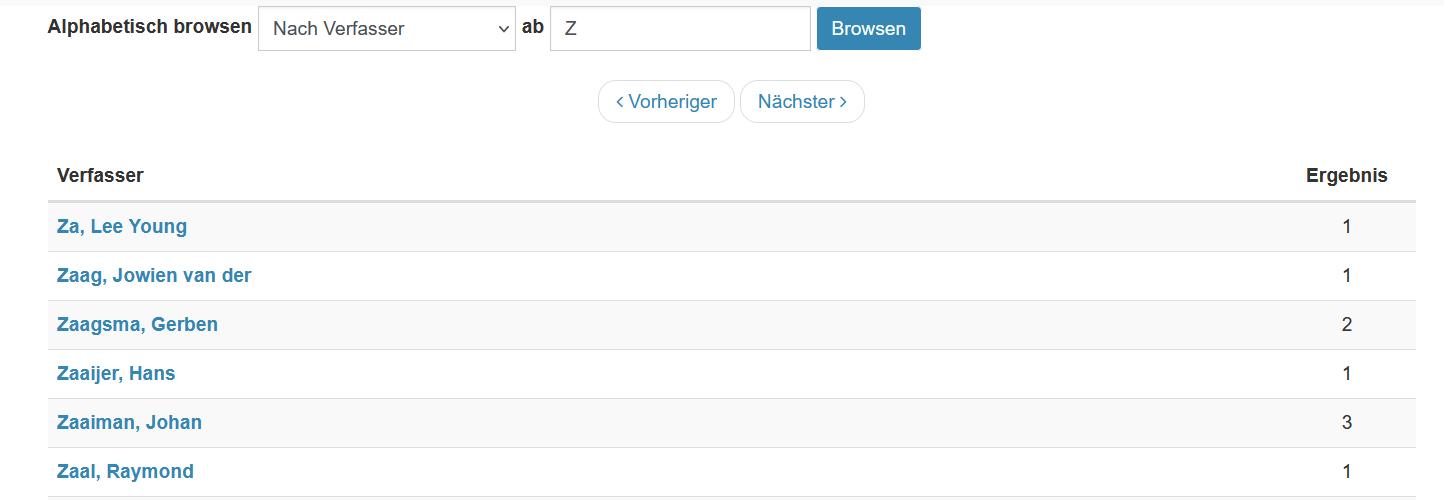 Alphabetisch browsen Nach Verfasser ab Z Browsen
Vorheriger Nächster
Verfasser Ergebnis
Za, Lee Young 1
Zaag, Jowien van der 1
Zaagsma, Gerben 2
Zaaijer, Hans 1
Zaaiman, Johan 3
Zaal, Raymond 1